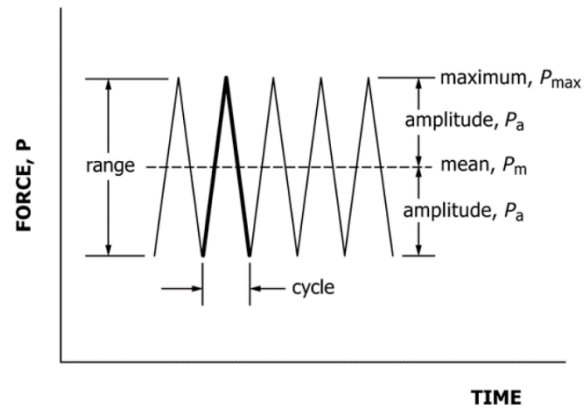 FORCE, P
range
maximum, Pmax
amplitude, Pa
mean, Pm
amplitude, Pa
cycle
TIME